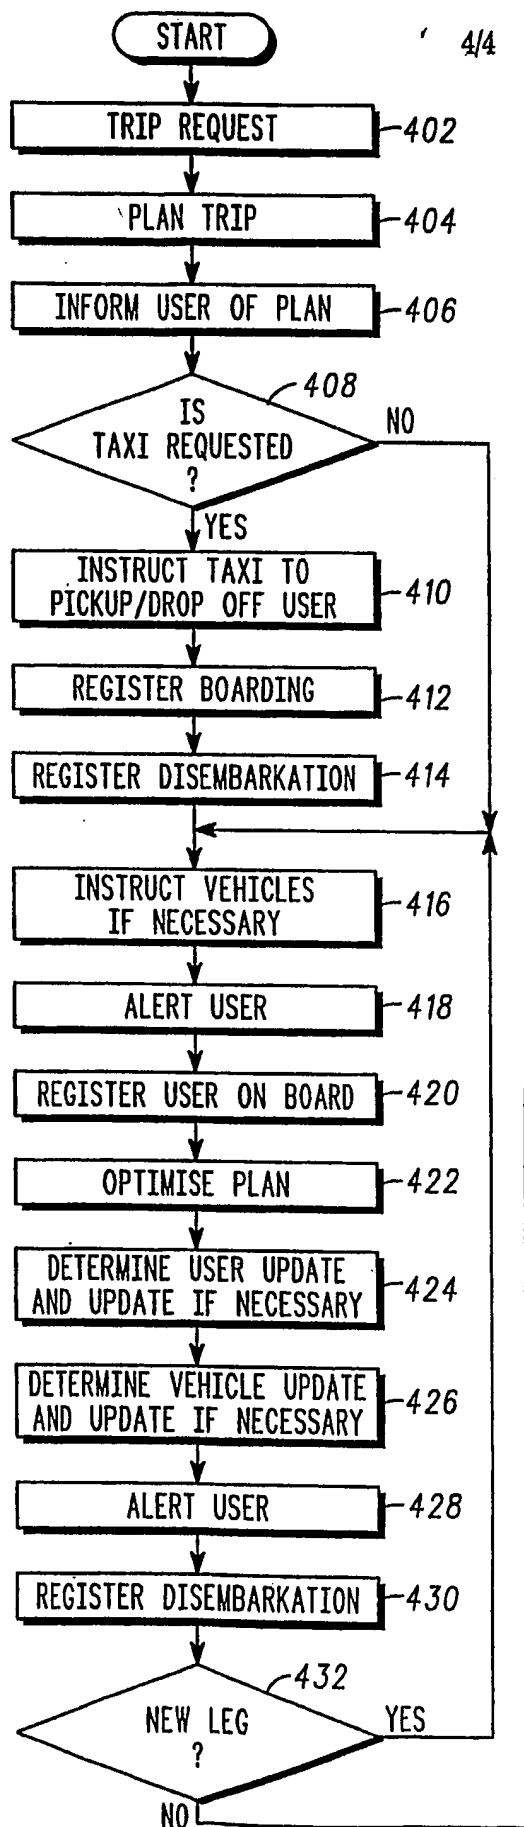 START
4/4
TRIP REQUEST
402
PLAN TRIP
404
INFORM USER OF PLAN
406
408
IS
TAXI REQUESTED
?
NO
YES
INSTRUCT TAXI TO
PICKUP/DROP OFF USER
410
REGISTER BOARDING
412
REGISTER DISEMBARKATION
414
INSTRUCT VEHICLES
IF NECESSARY
416
ALERT USER
418
REGISTER USER ON BOARD
420
OPTIMISE PLAN
422
DETERMINE USER UPDATE
AND UPDATE IF NECESSARY
424
DETERMINE VEHICLE UPDATE
AND UPDATE IF NECESSARY
426
ALERT USER
428
REGISTER DISEMBARKATION
430
432
NEW LEG
?
YES
NO